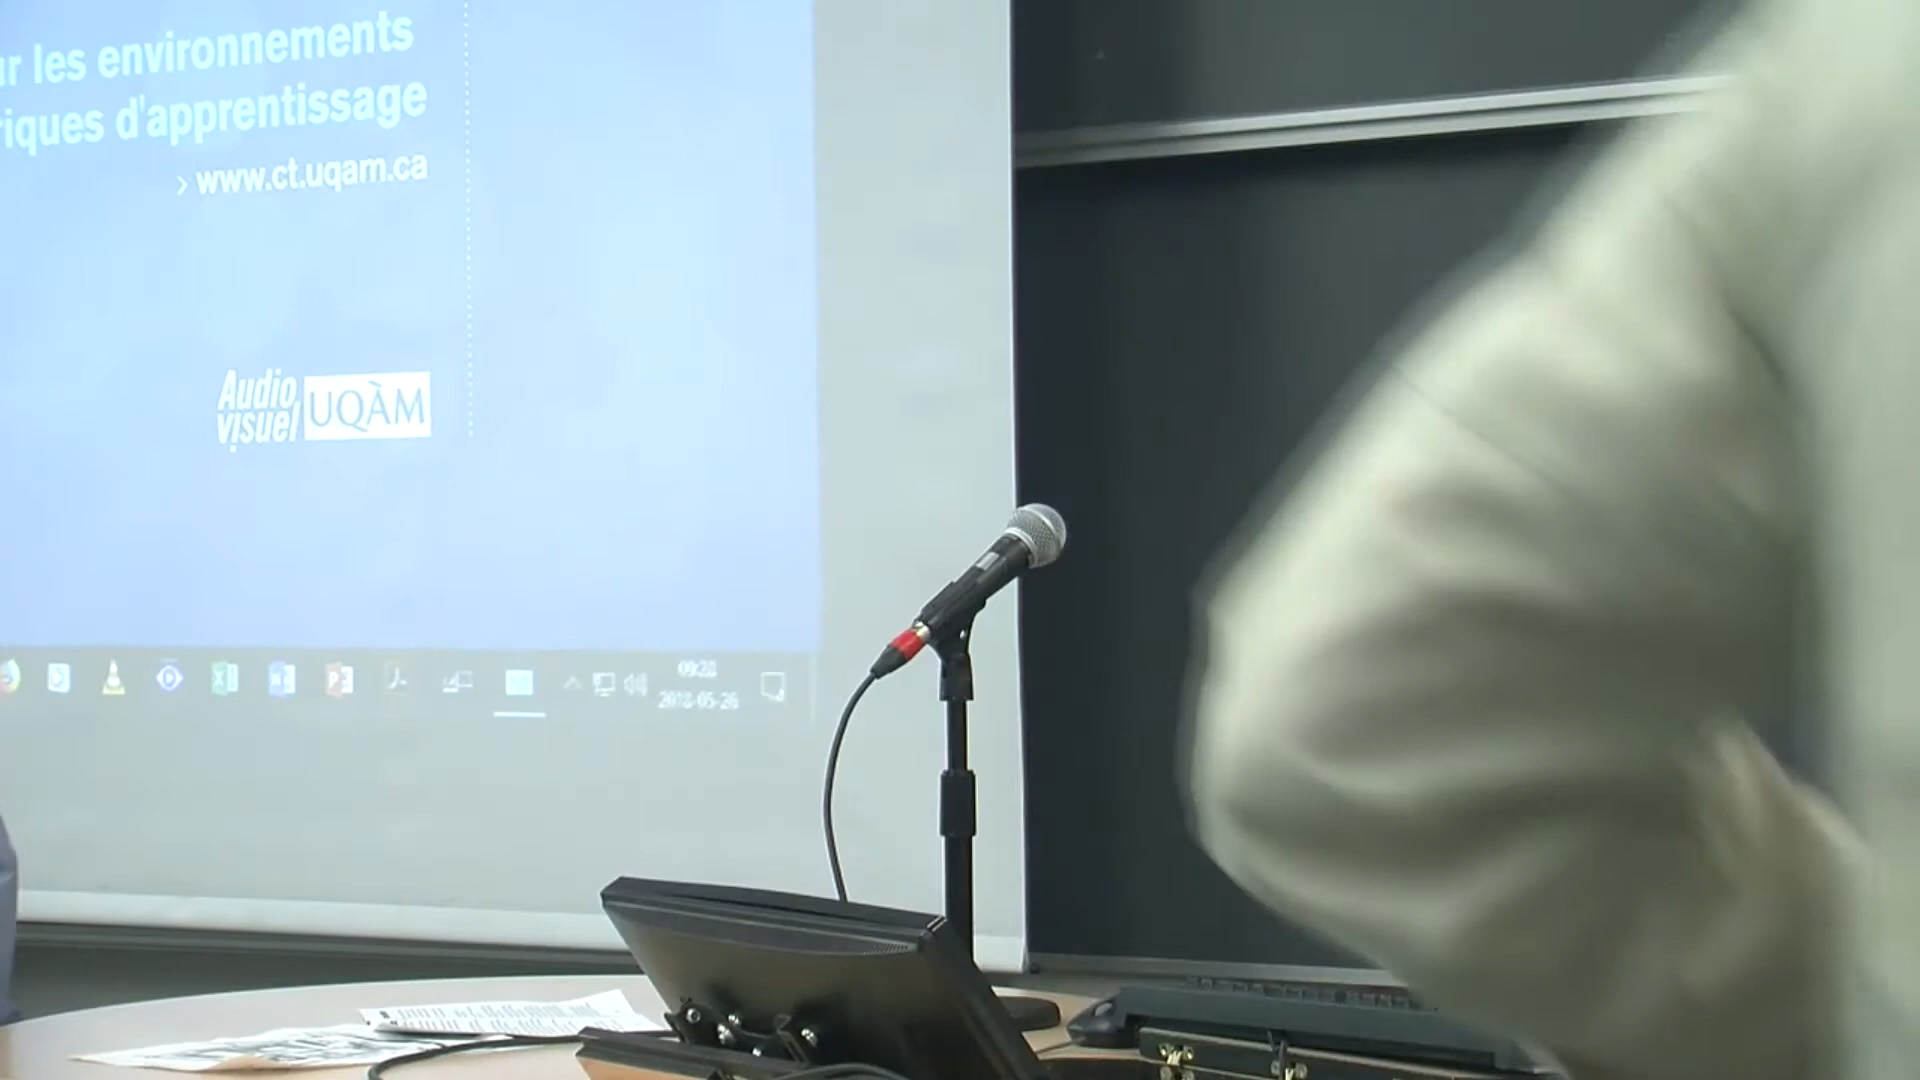 r les environnements
riques d'apprentissage
› www.ct.uqam.ca
Audio
visuel
UQÀM
09:28
2018-05-26